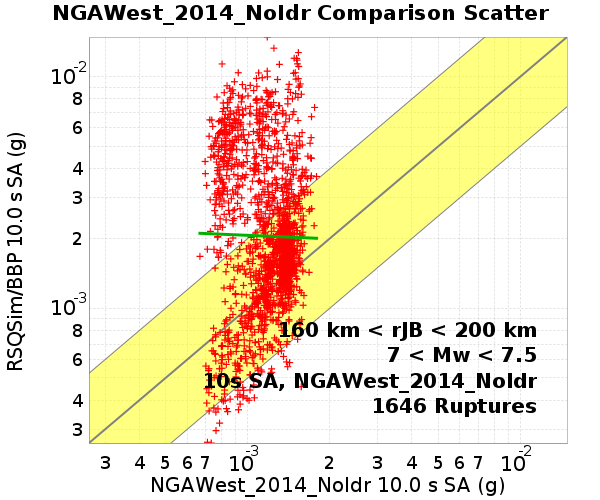 NGAWest_2014_NoIdr Comparison Scatter
RSQSim/BBP 10.0 s SA (g)
10-2
8
6
4
3
2
10-3
8
6
4
3
160 km < rJB < 200 km
7 < Mw < 7.5
10s SA, NGAWest_2014_NoIdr
1646 Ruptures
3 4 5 6 7 10-3 2 3 4 5 6 7 10-2
NGAWest_2014_NoIdr 10.0 s SA (g)